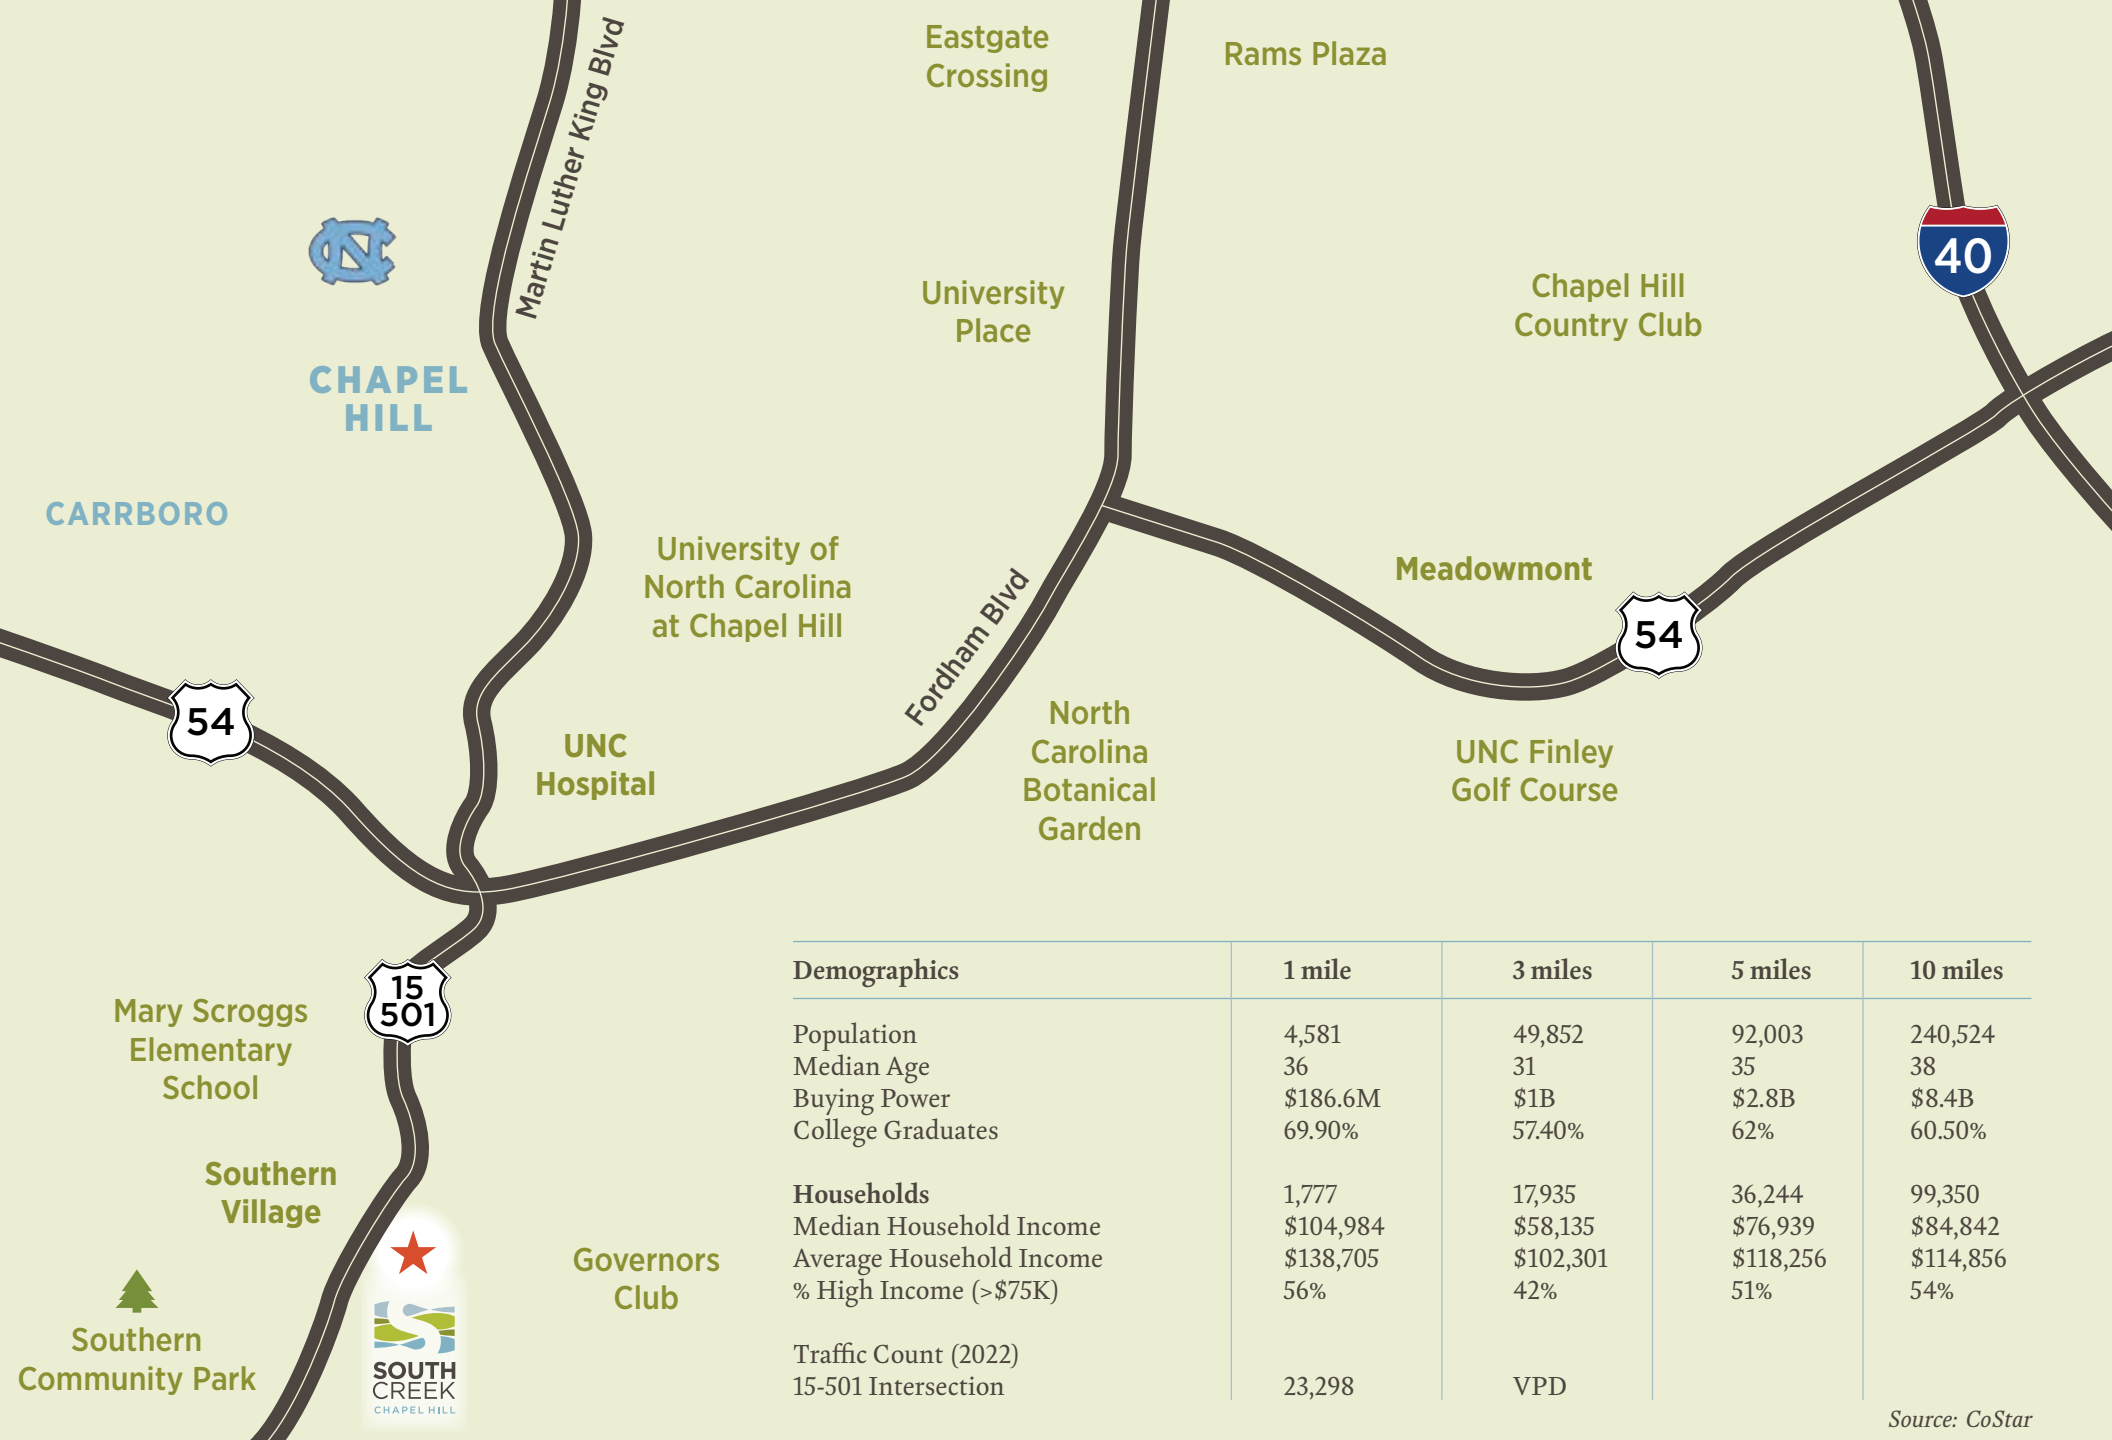 Martin Luther King Blvd
Eastgate
Crossing
Rams Plaza
NC
40
CHAPEL
HILL
University
Place
Chapel Hill
Country Club
CARRBORO
University of
North Carolina
at Chapel Hill
Fordham Blvd
Meadowmont
54
54
UNC
Hospital
North
Carolina
Botanical
Garden
UNC Finley
Golf Course
15
501
Mary Scroggs
Elementary
School
Southern
Village
Governors
Club
Southern
Community Park
SOUTH
CREEK
CHAPEL HILL
Demographics 1 mile 3 miles 5 miles 10 miles
Population 4,581 49,852 92,003 240,524
Median Age 36 31 35 38
Buying Power $186.6M $1B $2.8B $8.4B
College Graduates 69.90% 57.40% 62% 60.50%
Households 1,777 17,935 36,244 99,350
Median Household Income $104,984 $58,135 $76,939 $84,842
Average Household Income $138,705 $102,301 $118,256 $114,856
% High Income (>$75K) 56% 42% 51% 54%
Traffic Count (2022)
15-501 Intersection 23,298 VPD
Source: CoStar